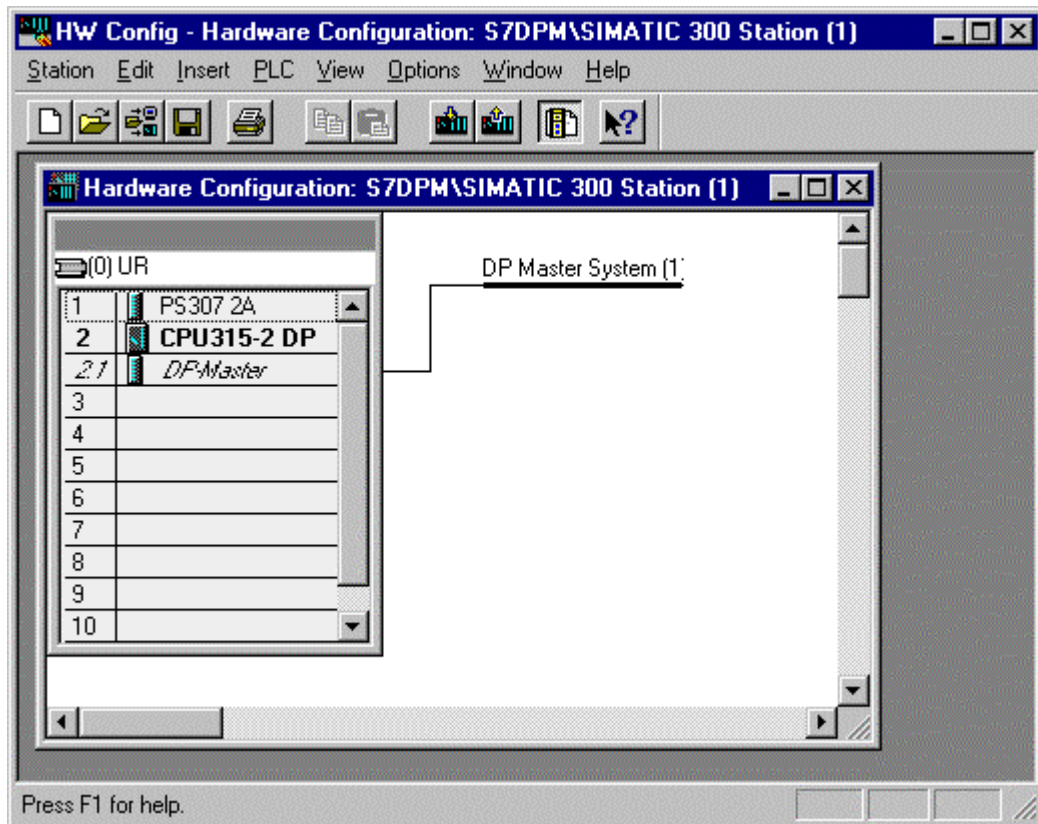 HW Config - Hardware Configuration: S7DPM\SIMATIC 300 Station (1)
Station Edit Insert PLC View Options Window Help
Hardware Configuration: S7DPM\SIMATIC 300 Station (1)
(0) UR
DP Master System (1)
1 PS307 2A
2 CPU315-2 DP
2.1 DP-Master
3
4
5
6
7
8
9
10
Press F1 for help.